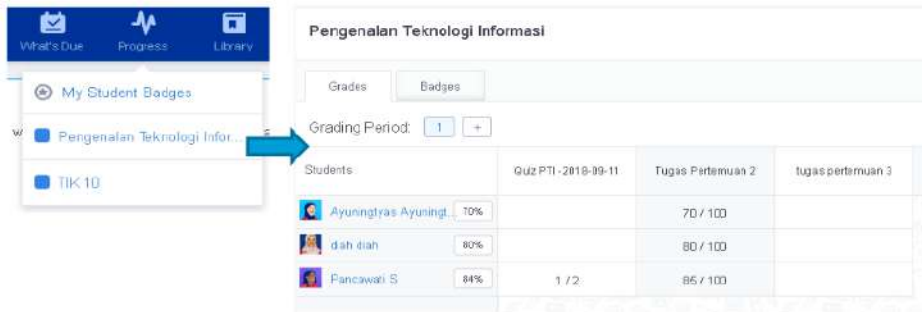 What's Due Progress Library
My Student Badges
Pengenalan Teknologi Infor...
TIK 10
Pengenalan Teknologi Informasi
Grades Badges
Grading Period: 1 +
Students Quiz PTI - 2018-09-11 Tugas Pertemuan 2 tugas pertemuan 3
Ayuningtyas Ayuningt... 70% 70 / 100
diah diah 80% 80 / 100
Pancawati S 84% 1 / 2 85 / 100